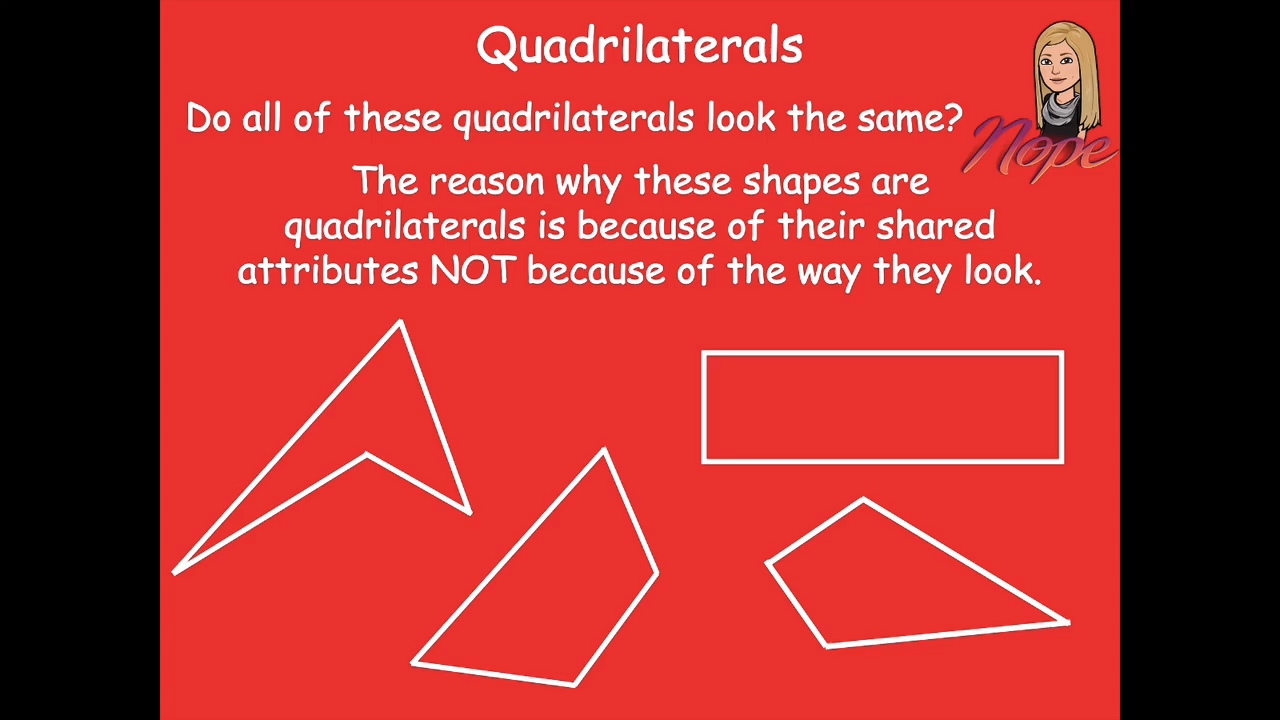 Quadrilaterals
Do all of these quadrilaterals look the same?
Nope
The reason why these shapes are
quadrilaterals is because of their shared
attributes NOT because of the way they look.